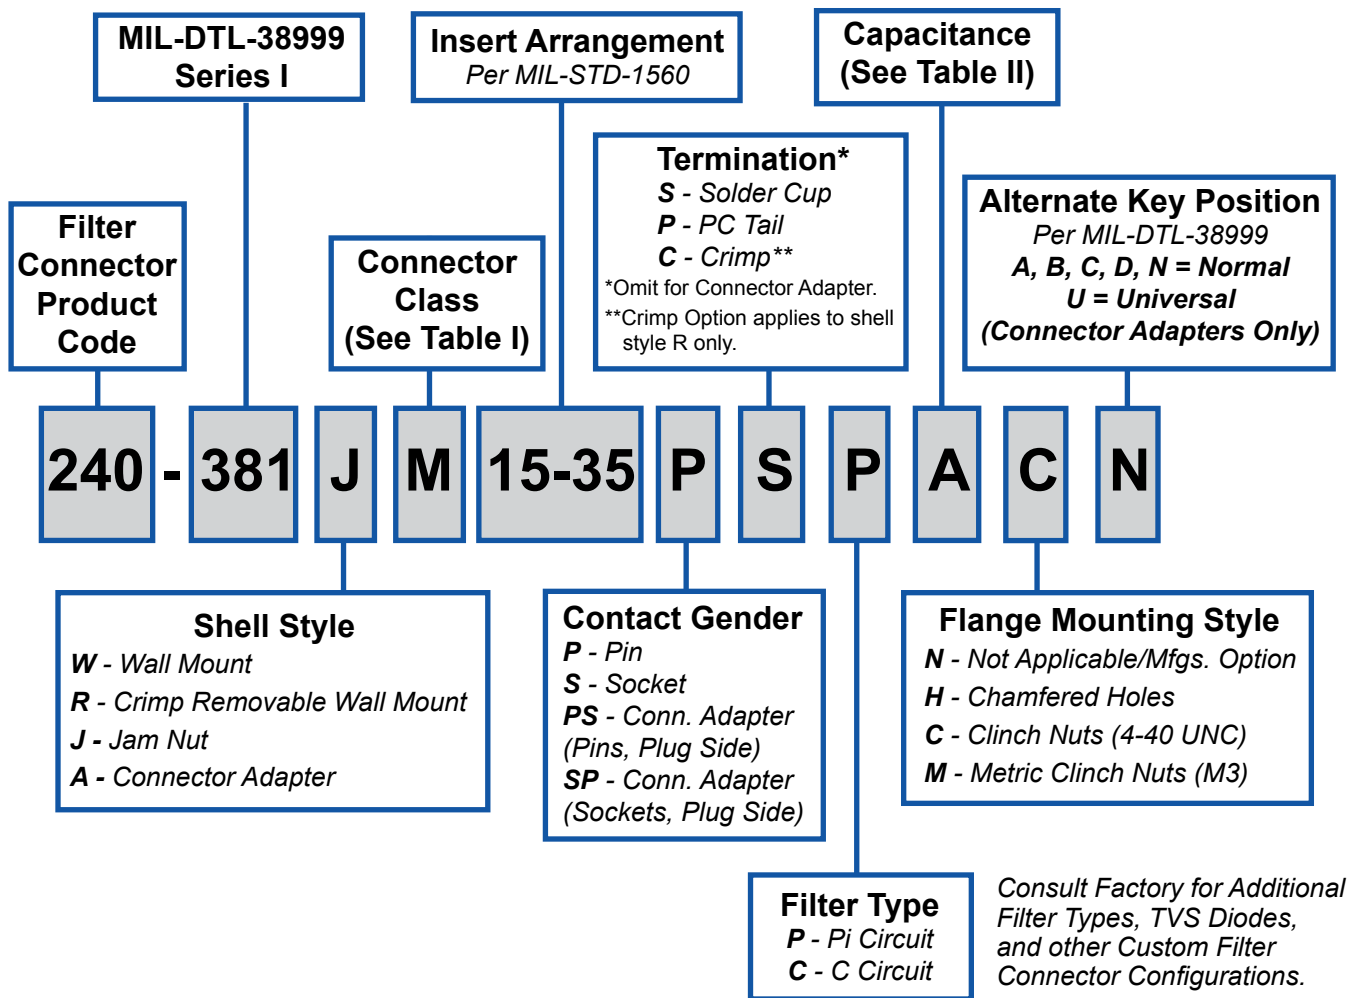 MIL-DTL-38999
Series I
Insert Arrangement
Per MIL-STD-1560
Capacitance
(See Table II)
Filter
Connector
Product
Code
Connector
Class
(See Table I)
Termination*
S - Solder Cup
P - PC Tail
C - Crimp**
*Omit for Connector Adapter.
**Crimp Option applies to shell
style R only.
Alternate Key Position
Per MIL-DTL-38999
A, B, C, D, N = Normal
U = Universal
(Connector Adapters Only)
240 - 381 J M 15-35 P S P A C N
Shell Style
W - Wall Mount
R - Crimp Removable Wall Mount
J - Jam Nut
A - Connector Adapter
Contact Gender
P - Pin
S - Socket
PS - Conn. Adapter
(Pins, Plug Side)
SP - Conn. Adapter
(Sockets, Plug Side)
Flange Mounting Style
N - Not Applicable/Mfgs. Option
H - Chamfered Holes
C - Clinch Nuts (4-40 UNC)
M - Metric Clinch Nuts (M3)
Filter Type
P - Pi Circuit
C - C Circuit
Consult Factory for Additional
Filter Types, TVS Diodes,
and other Custom Filter
Connector Configurations.